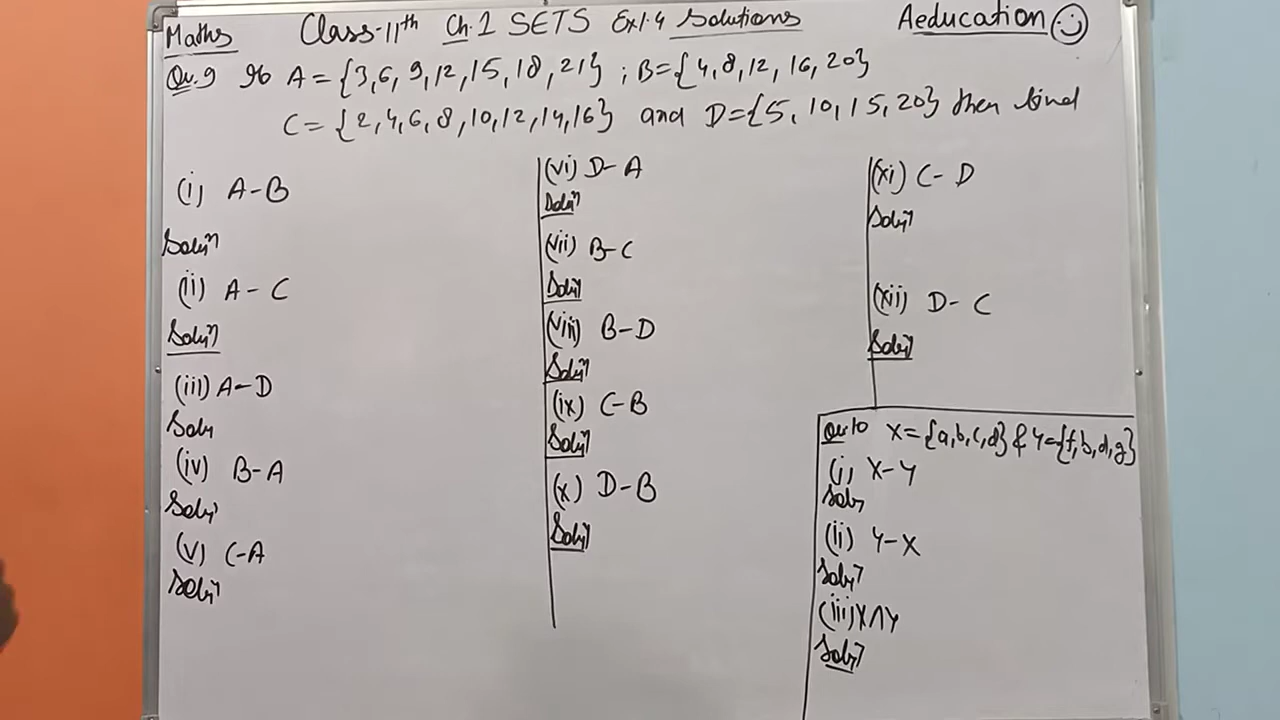 Maths Class-11th Ch.1 SETS Ex1.4 Solutions Aeducation
Qu.9 If A={3,6,9,12,15,18,21} ; B={4,8,12,16,20}
C={2,4,6,8,10,12,14,16} and D={5,10,15,20} then find
(i) A-B
Solun
(ii) A-C
Soln
(iii) A-D
Soln
(iv) B-A
Soln
(v) C-A
Soln
(vi) D-A
Soln
(vii) B-C
Soln
(viii) B-D
Soln
(ix) C-B
Soln
(x) D-B
Soln
(xi) C-D
Soln
(xii) D-C
Soln
Qu.10 X={a,b,c,d} & Y={f,b,d,g}
(i) X-Y
Soln
(ii) Y-X
Soln
(iii) X∩Y
Soln